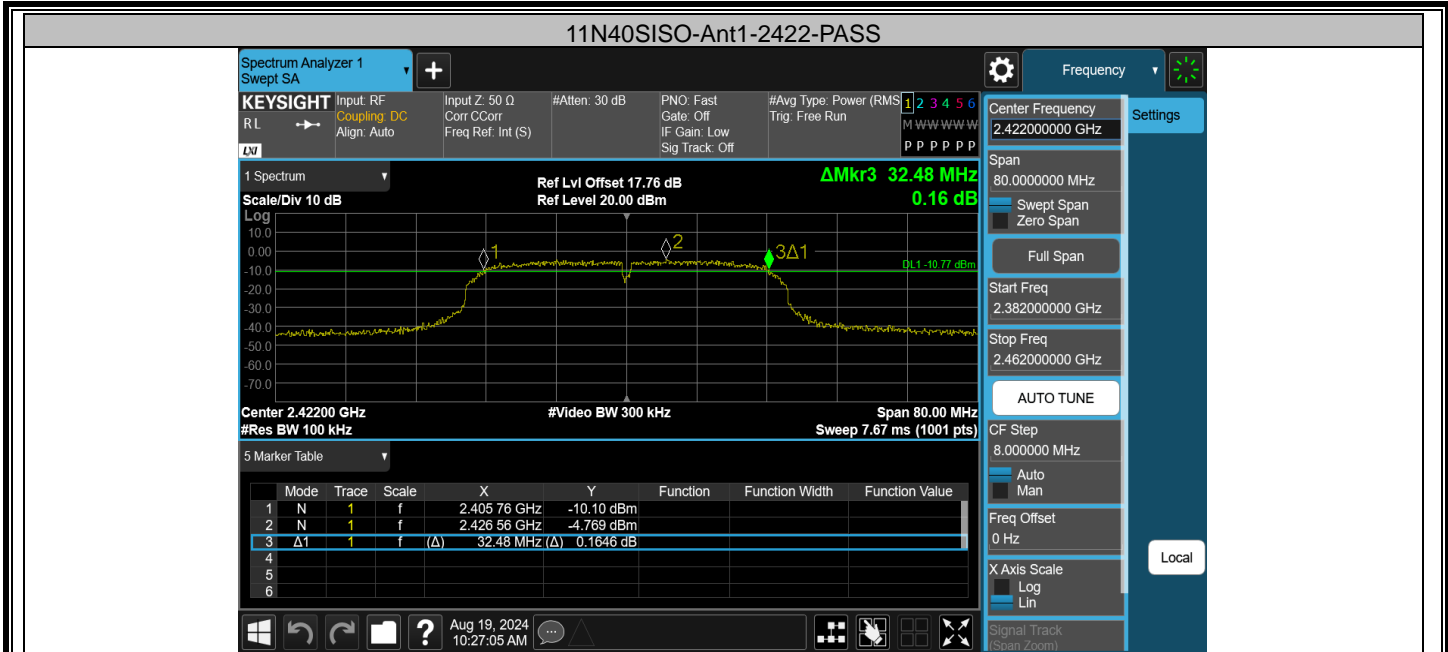 11N40SISO-Ant1-2422-PASS
Spectrum Analyzer 1
Swept SA
Frequency
KEYSIGHT
RL
LXI
Input: RF
Coupling: DC
Align: Auto
Input Z: 50 Ω
Corr CCorr
Freq Ref: Int (S)
#Atten: 30 dB
PNO: Fast
Gate: Off
IF Gain: Low
Sig Track: Off
#Avg Type: Power (RMS
Trig: Free Run
1 2 3 4 5 6
M W W W W W
P P P P P P
1 Spectrum
Scale/Div 10 dB
Ref Lvl Offset 17.76 dB
Ref Level 20.00 dBm
ΔMkr3 32.48 MHz
0.16 dB
Log
10.0
0.00
-10.0
-20.0
-30.0
-40.0
-50.0
-60.0
-70.0
1
2
3Δ1
DL1 -10.77 dBm
Center 2.42200 GHz
#Video BW 300 kHz
Span 80.00 MHz
#Res BW 100 kHz
Sweep 7.67 ms (1001 pts)
5 Marker Table
Mode Trace Scale X Y Function Function Width Function Value
1 N 1 f 2.405 76 GHz -10.10 dBm
2 N 1 f 2.426 56 GHz -4.769 dBm
3 Δ1 1 f (Δ) 32.48 MHz (Δ) 0.1646 dB
4
5
6
Aug 19, 2024
10:27:05 AM
?
Center Frequency
2.422000000 GHz
Span
80.0000000 MHz
Swept Span
Zero Span
Full Span
Start Freq
2.382000000 GHz
Stop Freq
2.462000000 GHz
AUTO TUNE
CF Step
8.000000 MHz
Auto
Man
Freq Offset
0 Hz
X Axis Scale
Log
Lin
Signal Track
(Span Zoom)
Settings
Local